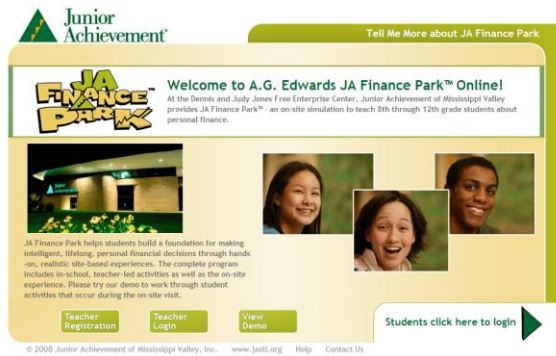 Junior
Achievement®
Tell Me More about JA Finance Park
JA
FINANCE
PARK™
Welcome to A.G. Edwards JA Finance Park™ Online!
At the Dennis and Judy Jones Free Enterprise Center, Junior Achievement of Mississippi Valley
provides JA Finance Park™ - an on-site simulation to teach 8th through 12th grade students about
personal finance.
Junior
Achievement
JA Finance Park helps students build a foundation for making
intelligent, lifelong, personal financial decisions through hands
-on, realistic site-based experiences. The complete program
includes in-school, teacher-led activities as well as the on-site
experience. Please try our demo to work through student
activities that occur during the on-site visit.
Teacher
Registration
Teacher
Login
View
Demo
Students click here to login
© 2008 Junior Achievement of Mississippi Valley, Inc. www.jastl.org Help Contact Us